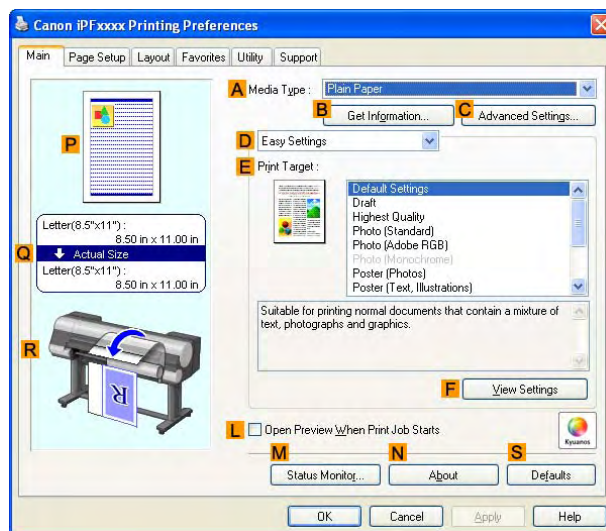 Canon iPFxxxx Printing Preferences
Main Page Setup Layout Favorites Utility Support
A Media Type : Plain Paper
B C
Get Information... Advanced Settings...
D Easy Settings
E Print Target :
P
Default Settings
Draft
Highest Quality
Photo (Standard)
Photo (Adobe RGB)
Photo (Monochrome)
Poster (Photos)
Poster (Text, Illustrations)
Letter(8.5"x11") :
8.50 in x 11.00 in
Q Actual Size
Letter(8.5"x11") :
8.50 in x 11.00 in
Suitable for printing normal documents that contain a mixture of
text, photographs and graphics.
R
R
F View Settings
L Open Preview When Print Job Starts
Kyuanos
M N S
Status Monitor... About Defaults
OK Cancel Apply Help